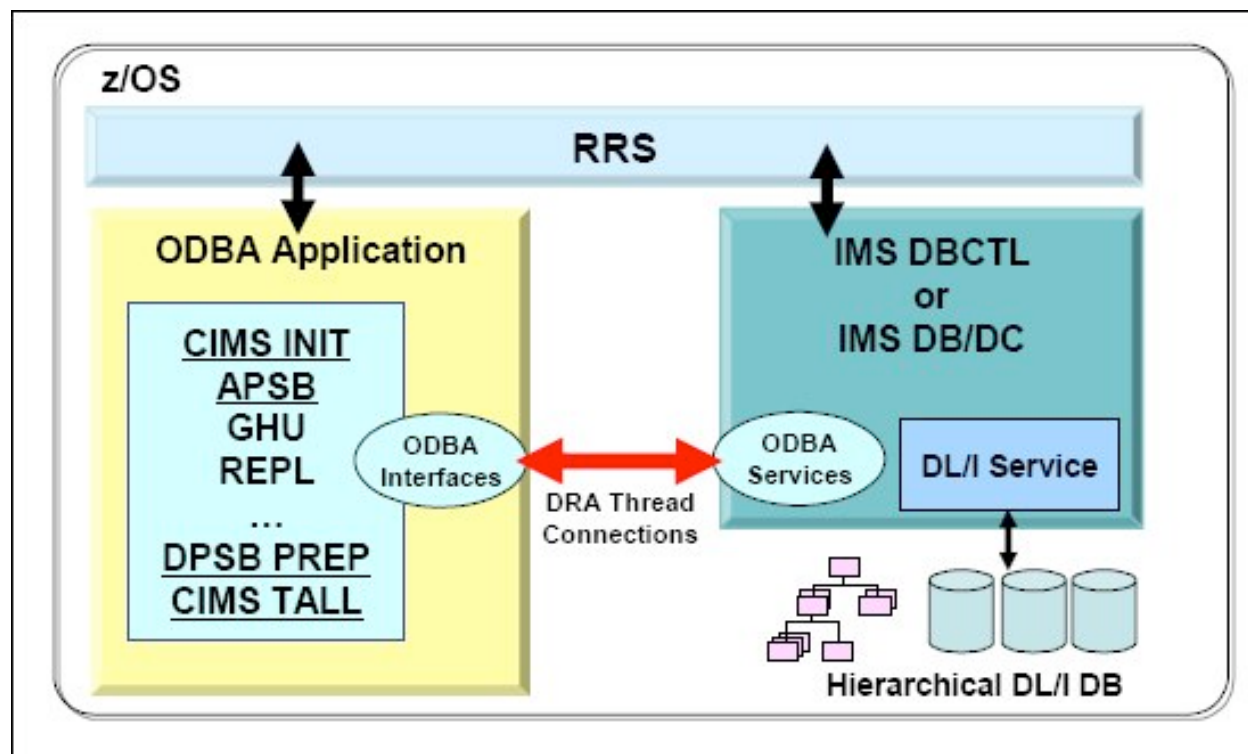 z/OS
RRS
ODBA Application
CIMS INIT
APSB
GHU
REPL
...
DPSB PREP
CIMS TALL
ODBA
Interfaces
DRA Thread
Connections
IMS DBCTL
or
IMS DB/DC
ODBA
Services
DL/I Service
Hierarchical DL/I DB